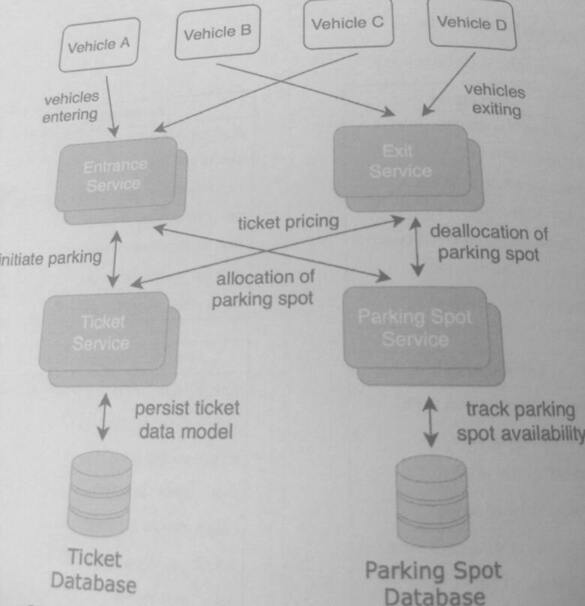 Vehicle A
Vehicle B
Vehicle C
Vehicle D
vehicles
entering
vehicles
exiting
Entrance
Service
Exit
Service
ticket pricing
initiate parking
deallocation of
parking spot
allocation of
parking spot
Ticket
Service
Parking Spot
Service
persist ticket
data model
track parking
spot availability
Ticket
Database
Parking Spot
Database